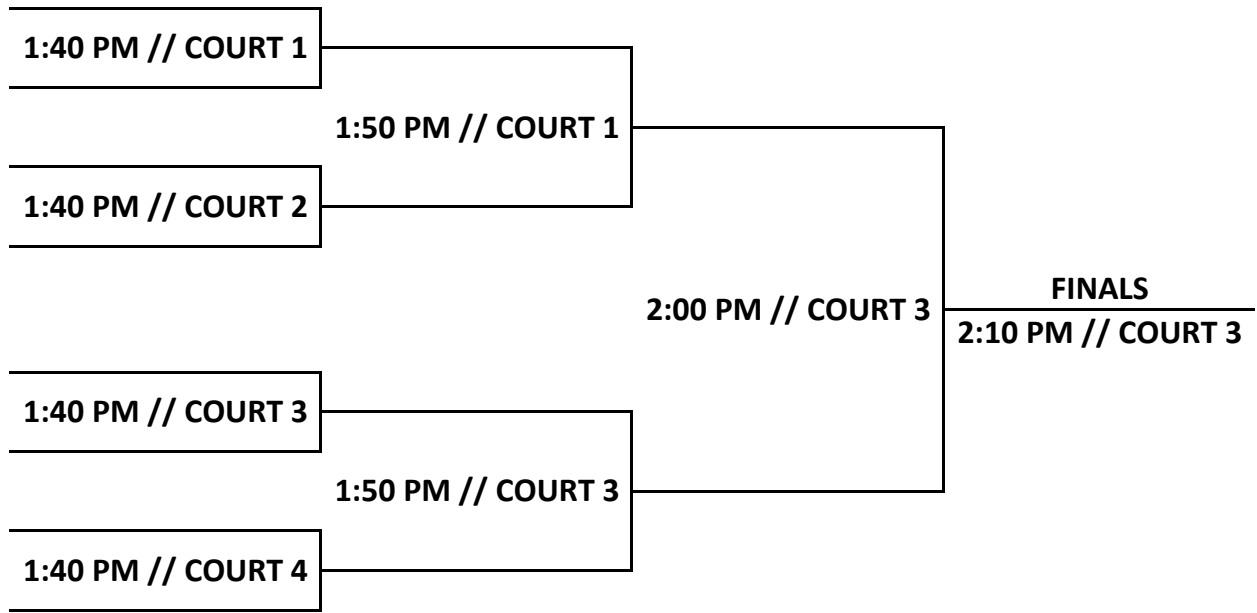 1:40 PM // COURT 1
1:50 PM // COURT 1
1:40 PM // COURT 2
2:00 PM // COURT 3
FINALS
2:10 PM // COURT 3
1:40 PM // COURT 3
1:50 PM // COURT 3
1:40 PM // COURT 4